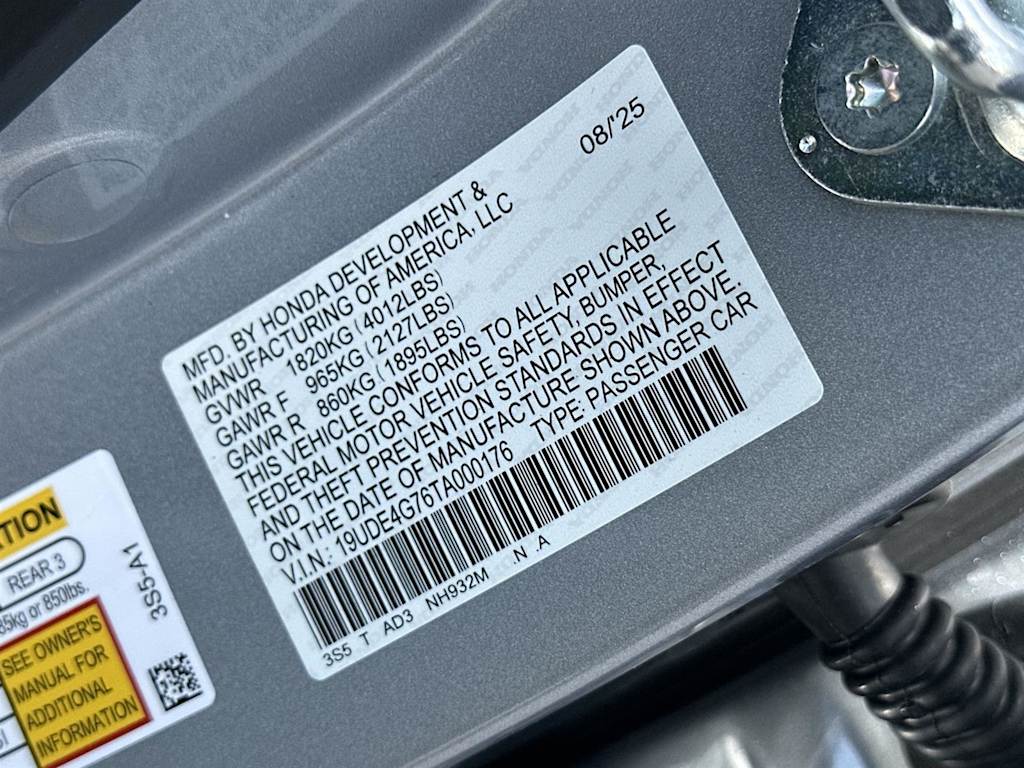 08/'25
MFD. BY HONDA DEVELOPMENT &
MANUFACTURING OF AMERICA, LLC
GVWR 1820KG (4012LBS)
GAWR F 965KG (2127LBS)
GAWR R 860KG (1895LBS)
THIS VEHICLE CONFORMS TO ALL APPLICABLE
FEDERAL MOTOR VEHICLE SAFETY, BUMPER,
AND THEFT PREVENTION STANDARDS IN EFFECT
ON THE DATE OF MANUFACTURE SHOWN ABOVE.
V.I.N.: 19UDE4G76TA000176 TYPE: PASSENGER CAR
3S5 T AD3 NH932M .N .A
REAR 3
or 850lbs.
3S5-A1
SEE OWNER'S
MANUAL FOR
ADDITIONAL
INFORMATION